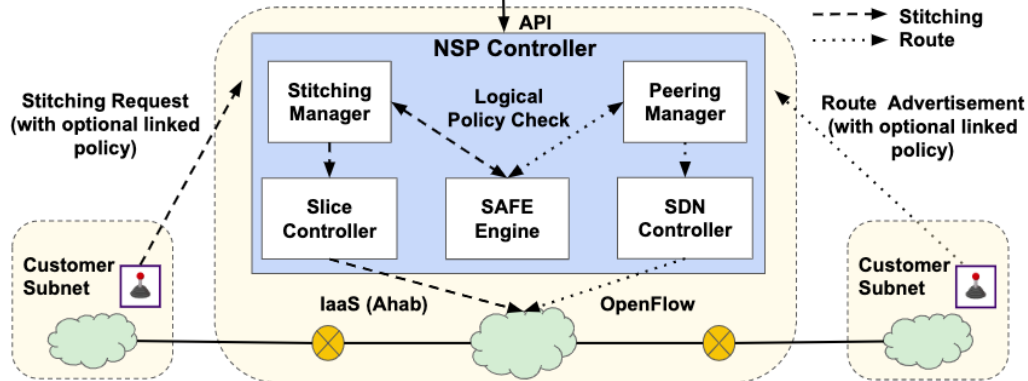 API
Stitching
Route
NSP Controller
Stitching
Manager
Logical
Policy Check
Peering
Manager
Stitching Request
(with optional linked
policy)
Route Advertisement
(with optional linked
policy)
Slice
Controller
SAFE
Engine
SDN
Controller
Customer
Subnet
Customer
Subnet
IaaS (Ahab)
OpenFlow